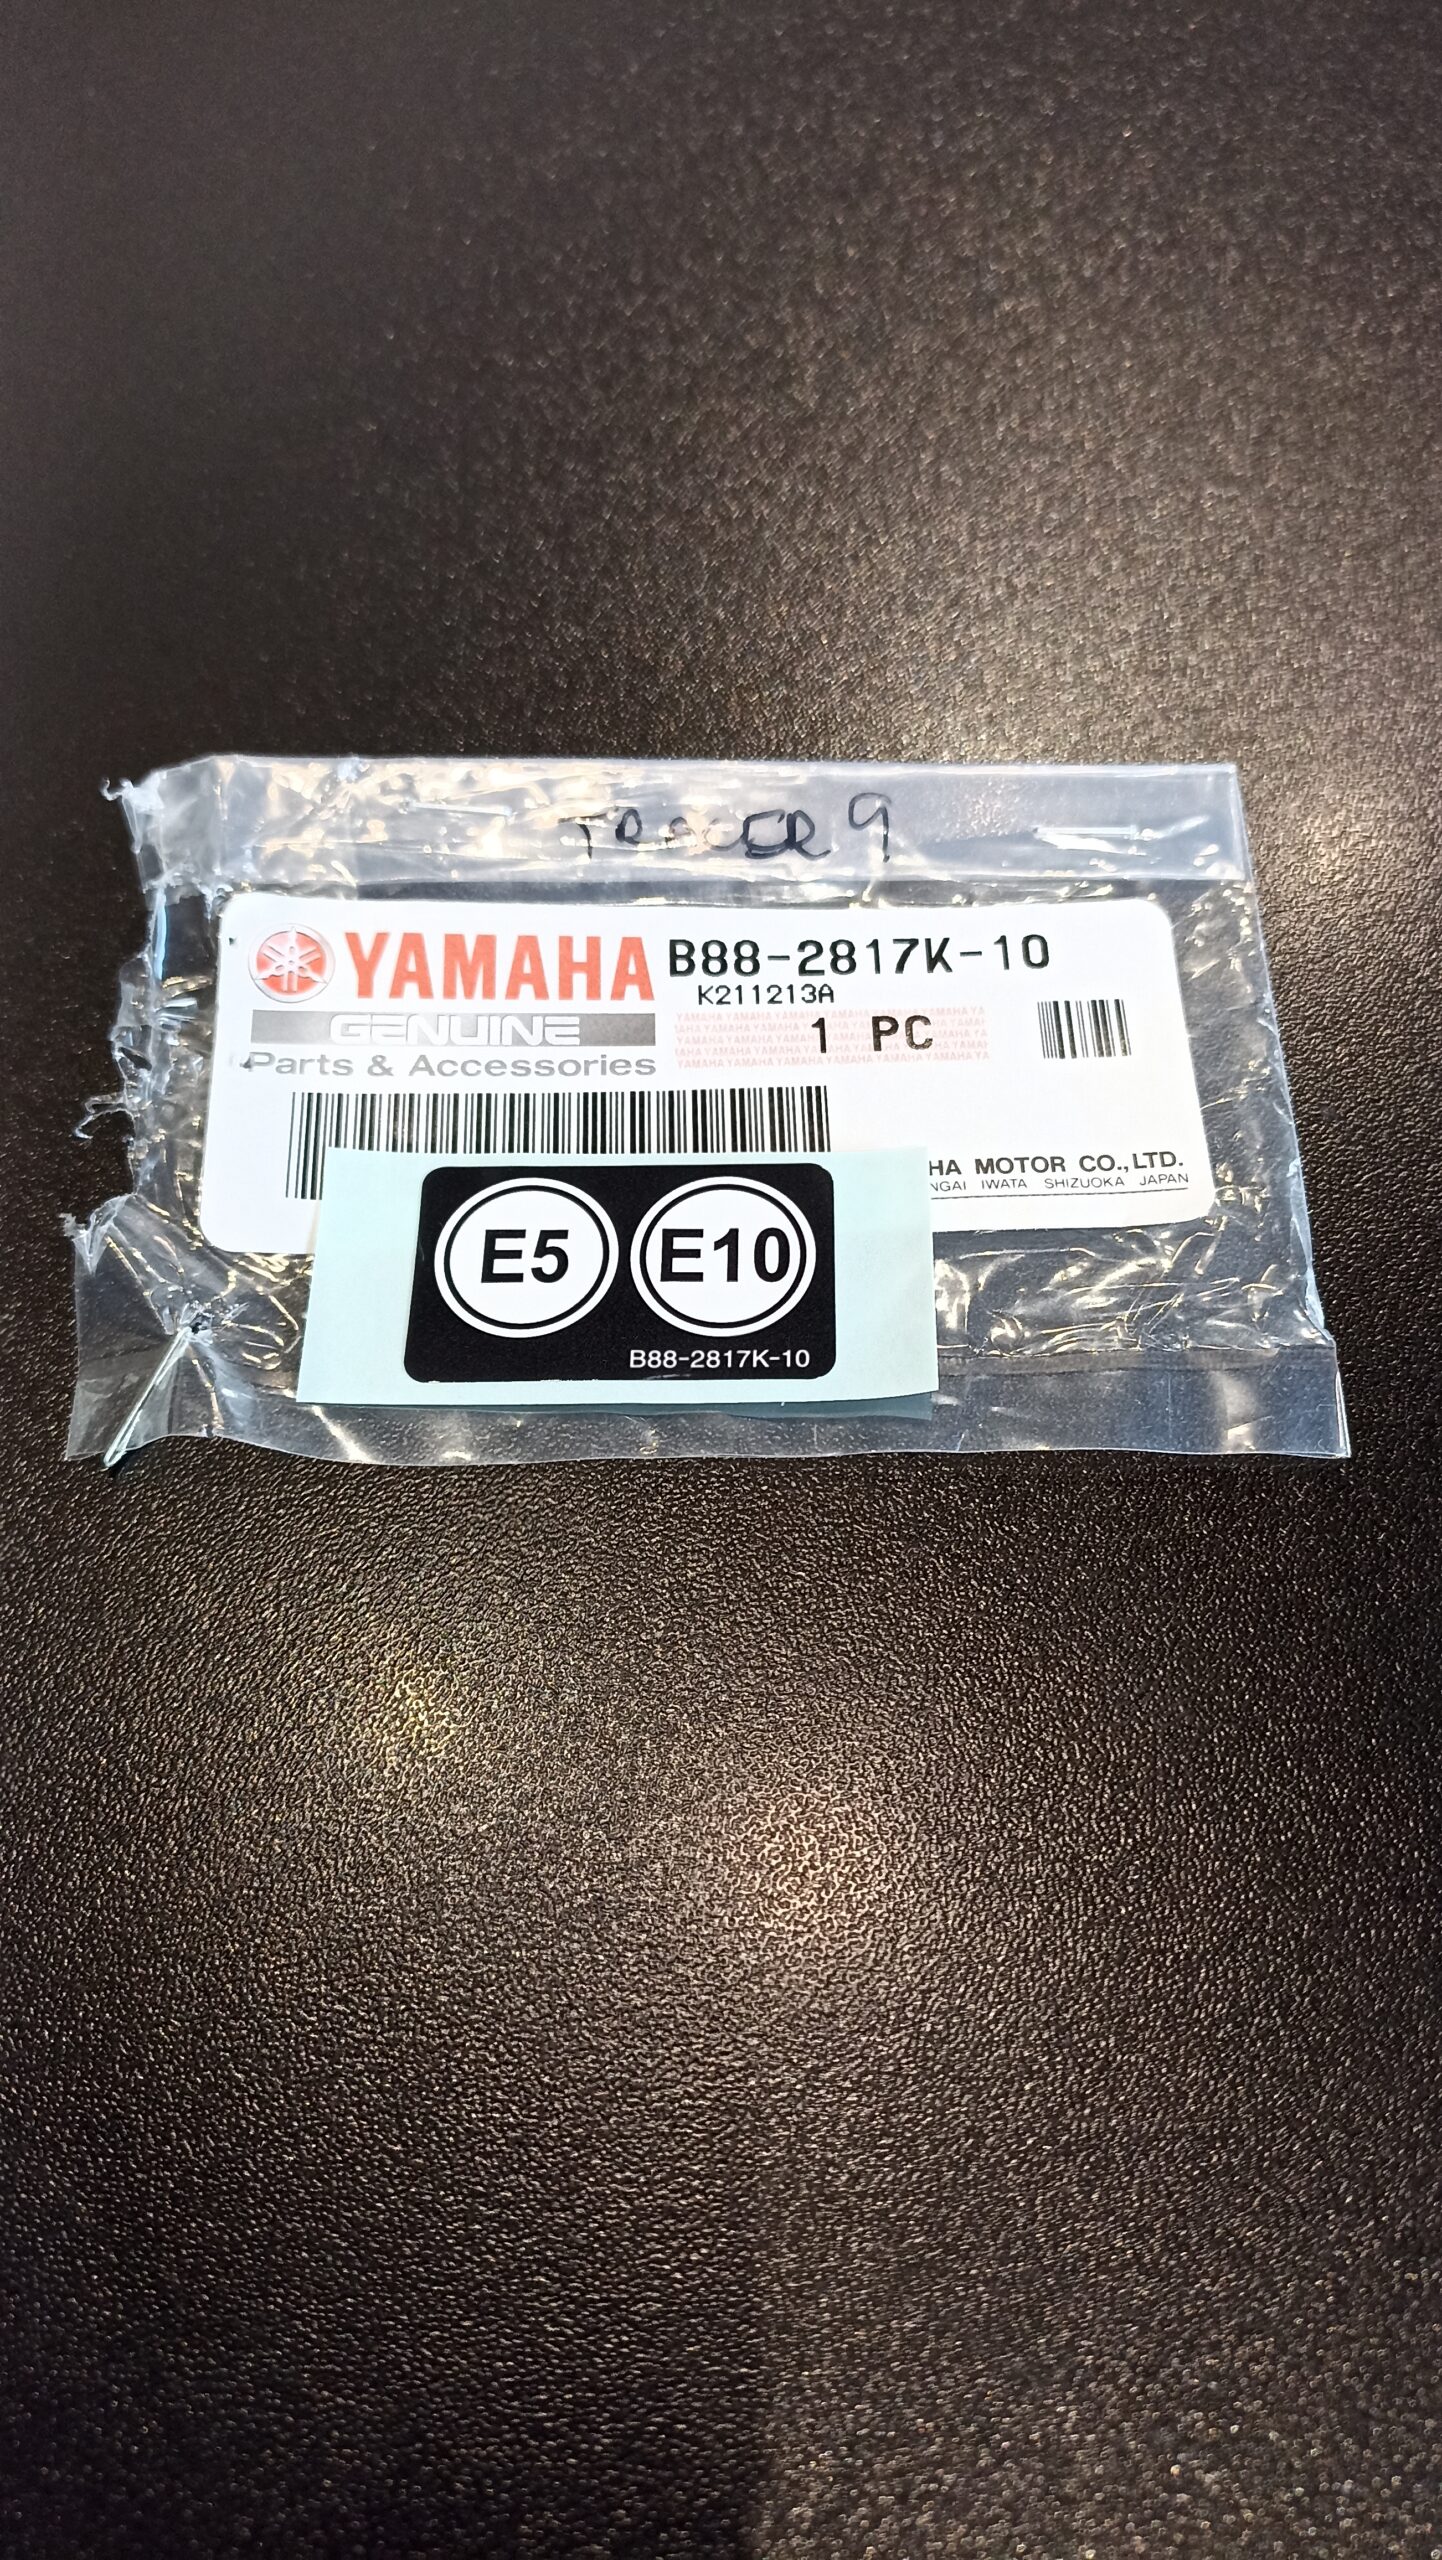 TRACER 9
YAMAHA B88-2817K-10
K211213A
GENUINE 1 PC
Parts & Accessories
HA MOTOR CO.,LTD.
NGAI IWATA SHIZUOKA JAPAN
E5 E10
B88-2817K-10